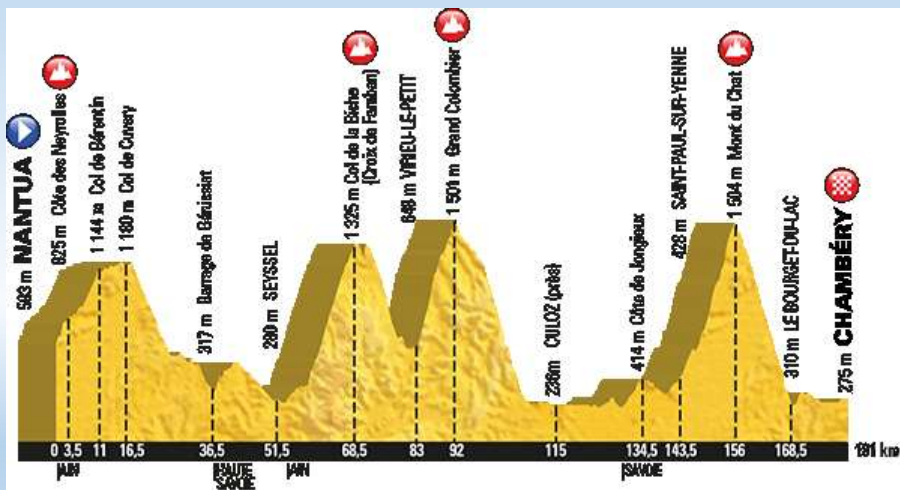 593 m NANTUA
825 m Côte des Neyrolles
1 144 m Col de Bérentin
1 180 m Col de Cuvery
317 m Barrage de Génissiat
280 m SEYSSEL
1 325 m Col de la Biche
(Croix de Famban)
648 m VIRIEU-LE-PETIT
1 501 m Grand Colombier
236m CULOZ (près)
414 m Côte de Jongieux
428 m SAINT-PAUL-SUR-YENNE
1 504 m Mont du Chat
310 m LE BOURGET-DU-LAC
275 m CHAMBÉRY
0 3,5 11 16,5 36,5 51,5 68,5 83 92 115 134,5 143,5 156 168,5 181 km
AIN HAUTE AIN SAVOIE
SAVOIE